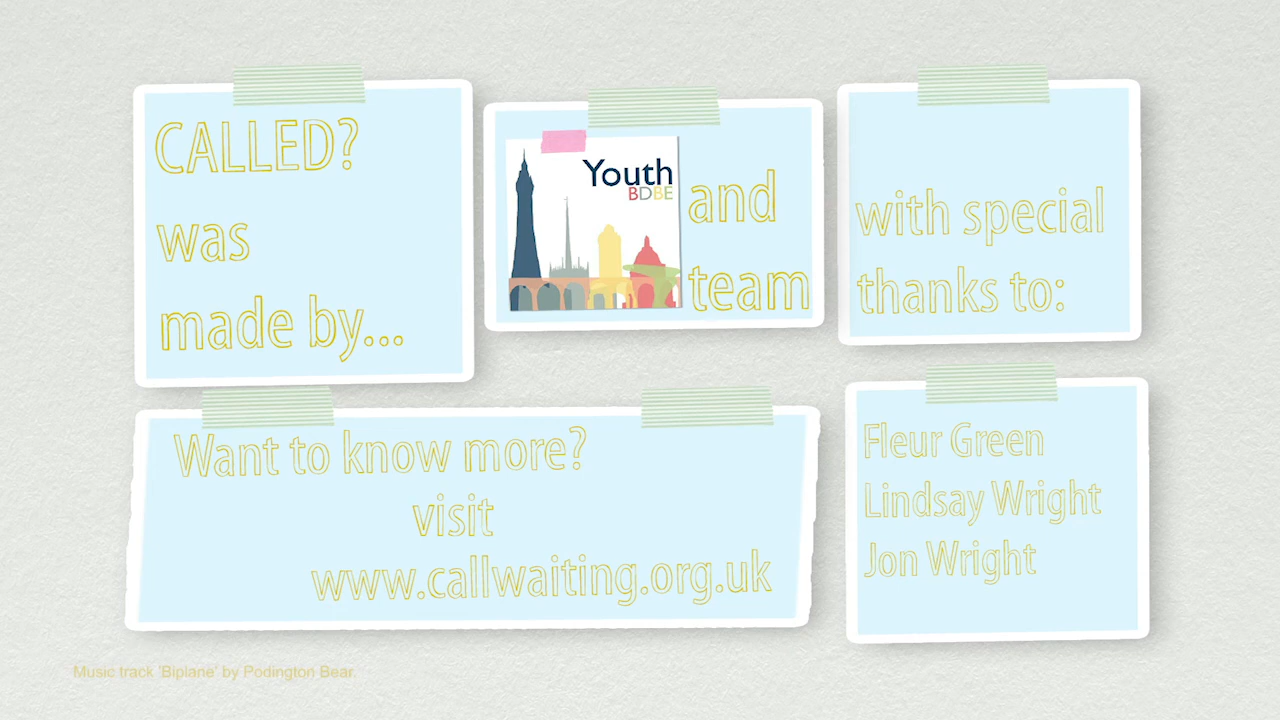 CALLED?
was
made by...
Youth
BDBE
and
team
with special
thanks to:
Want to know more?
visit
www.callwaiting.org.uk
Fleur Green
Lindsay Wright
Jon Wright
Music track 'Biplane' by Podington Bear.